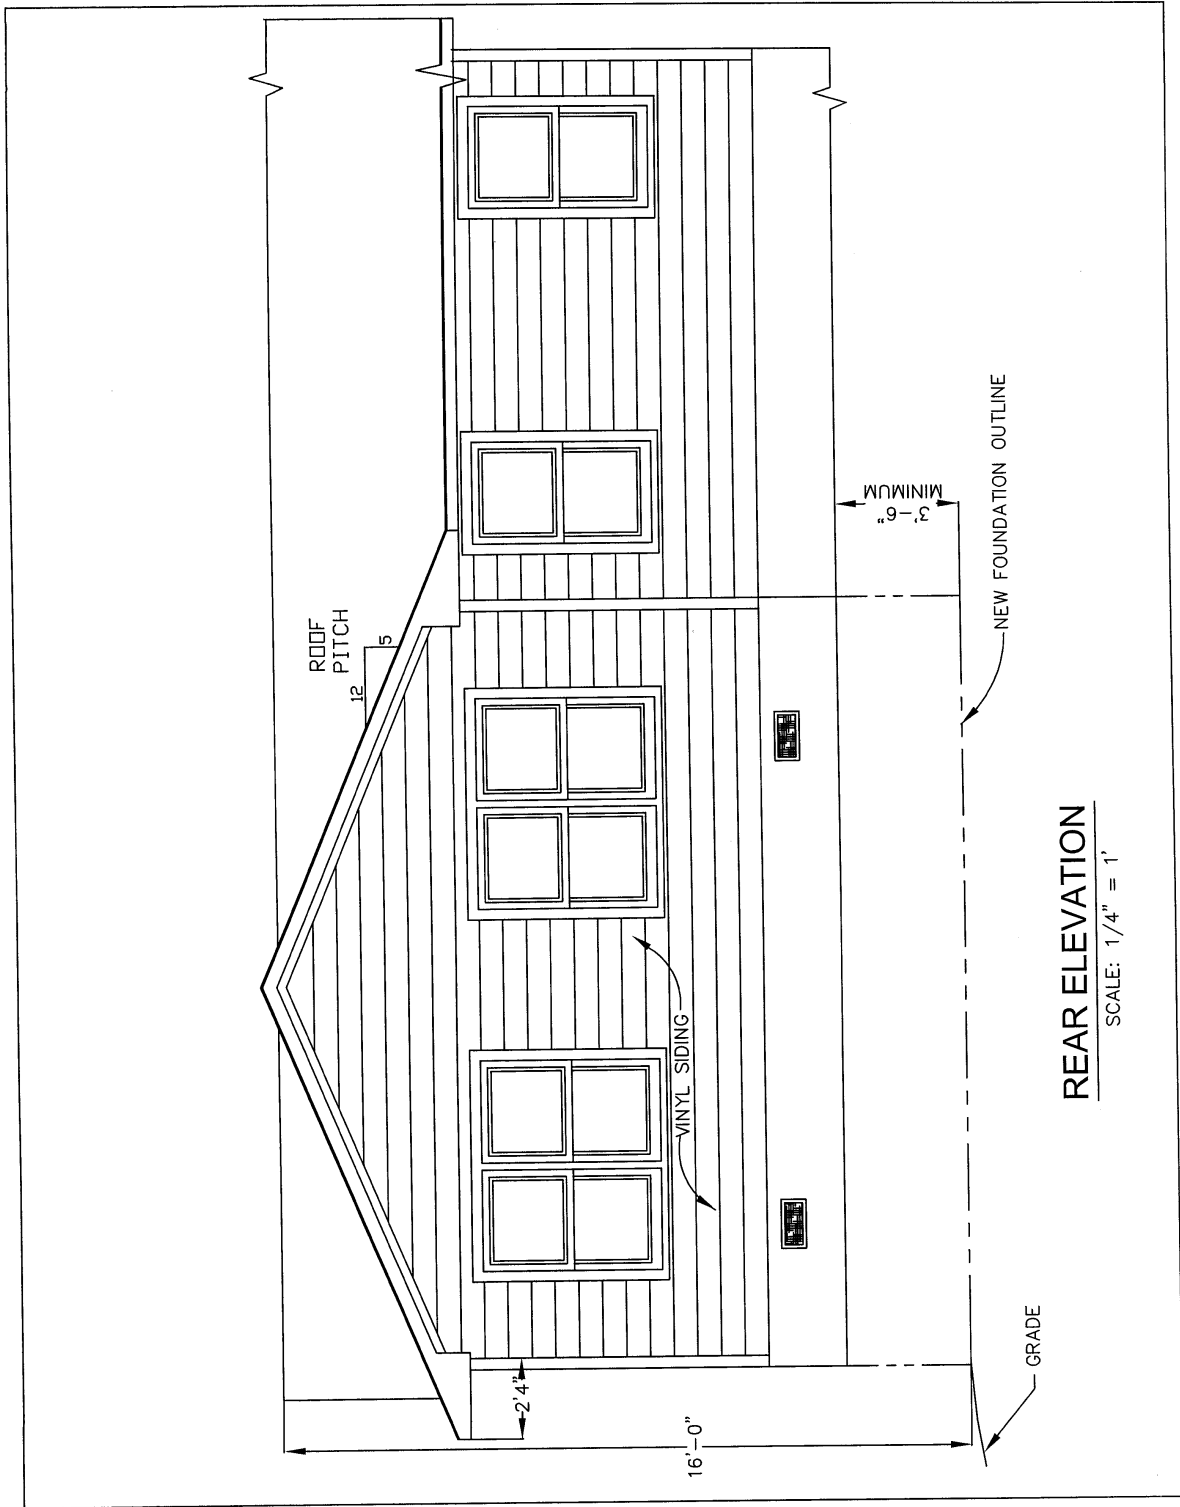 ROOF
PITCH
12
5
2'4"
16'-0"
VINYL SIDING
3'-6"
MINIMUM
NEW FOUNDATION OUTLINE
GRADE
REAR ELEVATION
SCALE: 1/4" = 1'